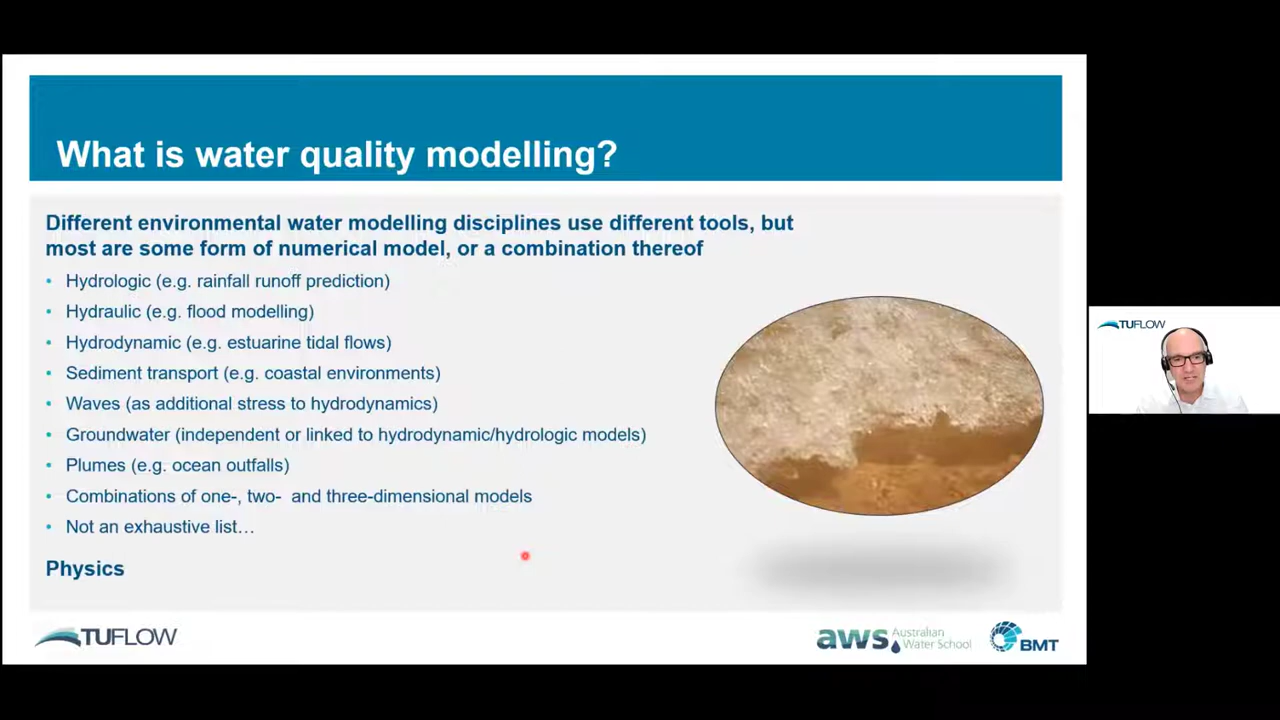 What is water quality modelling?
Different environmental water modelling disciplines use different tools, but
most are some form of numerical model, or a combination thereof
• Hydrologic (e.g. rainfall runoff prediction)
• Hydraulic (e.g. flood modelling)
• Hydrodynamic (e.g. estuarine tidal flows)
• Sediment transport (e.g. coastal environments)
• Waves (as additional stress to hydrodynamics)
• Groundwater (independent or linked to hydrodynamic/hydrologic models)
• Plumes (e.g. ocean outfalls)
• Combinations of one-, two- and three-dimensional models
• Not an exhaustive list…
Physics
TUFLOW
aws Australian
Water School
BMT
TUFLOW